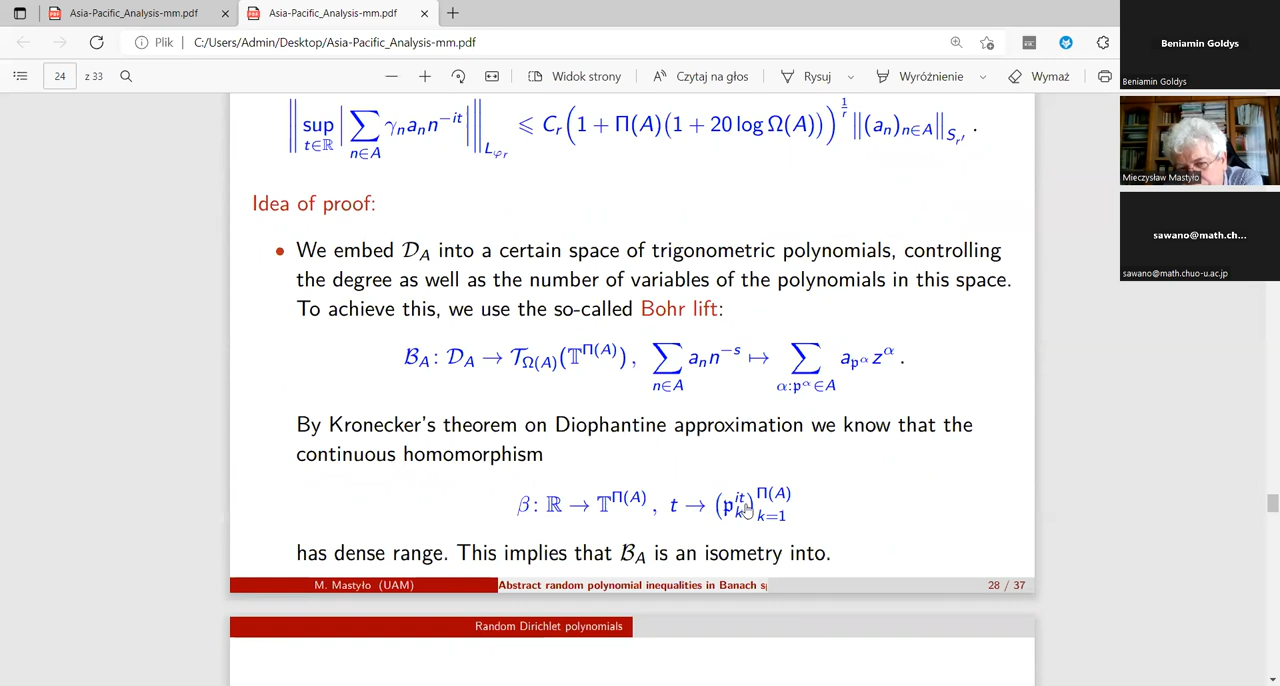 Asia-Pacific_Analysis-mm.pdf
Asia-Pacific_Analysis-mm.pdf
Plik
C:/Users/Admin/Desktop/Asia-Pacific_Analysis-mm.pdf
24 z 33
Widok strony
Czytaj na głos
Rysuj
Wyróżnienie
Wymaż
‖ sup_{t∈ℝ} | ∑_{n∈A} γ_n a_n n^{-it} | ‖_{L_{φ_r}} ⩽ C_r (1 + Π(A)(1 + 20 log Ω(A)))^{1/r} ‖(a_n)_{n∈A}‖_{S_{r'}} .
Idea of proof:
• We embed 𝒟_A into a certain space of trigonometric polynomials, controlling
the degree as well as the number of variables of the polynomials in this space.
To achieve this, we use the so-called Bohr lift:
ℬ_A : 𝒟_A → 𝒯_{Ω(A)}(𝕋^{Π(A)}) , ∑_{n∈A} a_n n^{-s} ↦ ∑_{α:𝔭^α∈A} a_{𝔭^α} z^α .
By Kronecker's theorem on Diophantine approximation we know that the
continuous homomorphism
β : ℝ → 𝕋^{Π(A)} , t → (𝔭_k^{it})_{k=1}^{Π(A)}
has dense range. This implies that ℬ_A is an isometry into.
M. Mastyło (UAM)
Abstract random polynomial inequalities in Banach s
28 / 37
Random Dirichlet polynomials
Beniamin Goldys
Beniamin Goldys
Mieczysław Mastyło
sawano@math.ch...
sawano@math.chuo-u.ac.jp